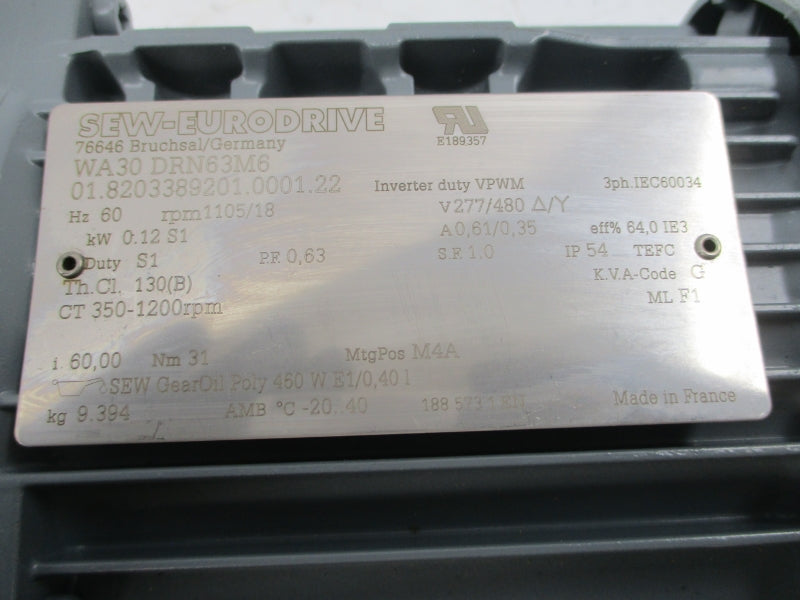 SEW-EURODRIVE
76646 Bruchsal/Germany
E189357
WA30 DRN63M6
01.8203389201.0001.22 Inverter duty VPWM 3ph.IEC60034
Hz 60 rpm 1105/18 V 277/480 Δ/Y
kW 0.12 S1 A 0,61/0,35 eff% 64,0 IE3
Duty S1 P.F. 0,63 S.F. 1.0 IP 54 TEFC
Th.Cl. 130(B) K.V.A-Code G
CT 350-1200rpm ML F1
i 60,00 Nm 31 MtgPos M4A
SEW GearOil Poly 460 W E1/0,40 l
kg 9.394 AMB °C -20..40 188 573 1 Made in France